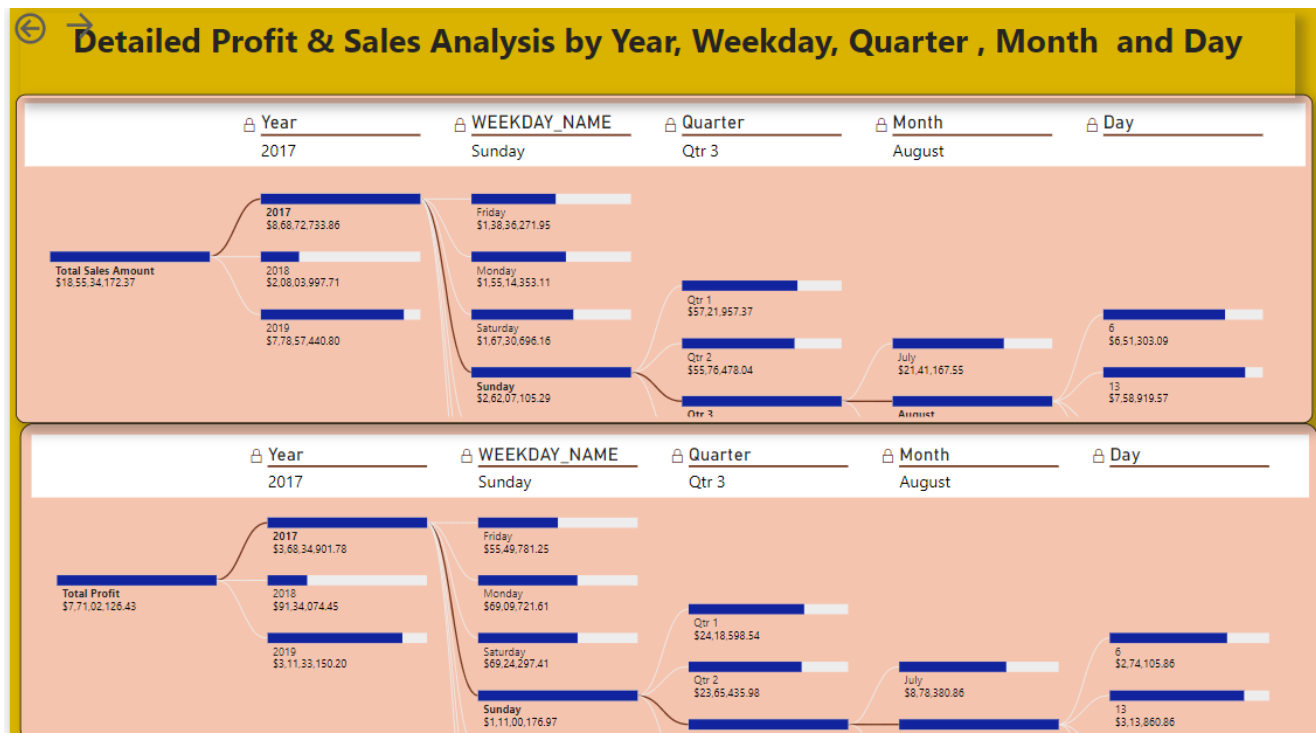 Detailed Profit & Sales Analysis by Year, Weekday, Quarter , Month and Day
Year WEEKDAY_NAME Quarter Month Day
2017 Sunday Qtr 3 August
2017
$8,68,72,733.86
Friday
$1,38,36,271.95
Total Sales Amount
$18,55,34,172.37
2018
$2,08,03,997.71
Monday
$1,55,14,353.11
Qtr 1
$57,21,957.37
2019
$7,78,57,440.80
Saturday
$1,67,30,696.16
6
$6,51,303.09
Qtr 2
$55,76,478.04
July
$21,41,167.55
Sunday
$2,62,07,105.29
13
$7,58,919.57
Qtr 3
August
Year WEEKDAY_NAME Quarter Month Day
2017 Sunday Qtr 3 August
2017
$3,68,34,901.78
Friday
$55,49,781.25
Total Profit
$7,71,02,126.43
2018
$91,34,074.45
Monday
$69,09,721.61
Qtr 1
$24,18,598.54
2019
$3,11,33,150.20
Saturday
$69,24,297.41
6
$2,74,105.86
Qtr 2
$23,65,435.98
July
$8,78,380.86
Sunday
$1,11,00,176.97
13
$3,13,860.86